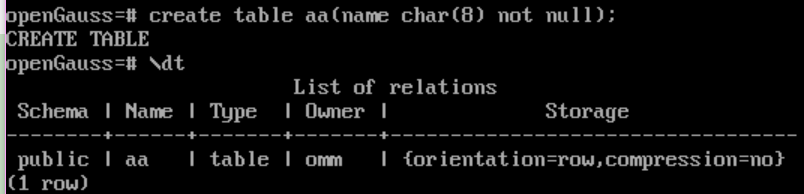 openGauss=# create table aa(name char(8) not null);
CREATE TABLE
openGauss=# \dt
                         List of relations
 Schema | Name | Type  | Owner |             Storage
--------+------+-------+-------+----------------------------------
 public | aa   | table | omm   | {orientation=row,compression=no}
(1 row)